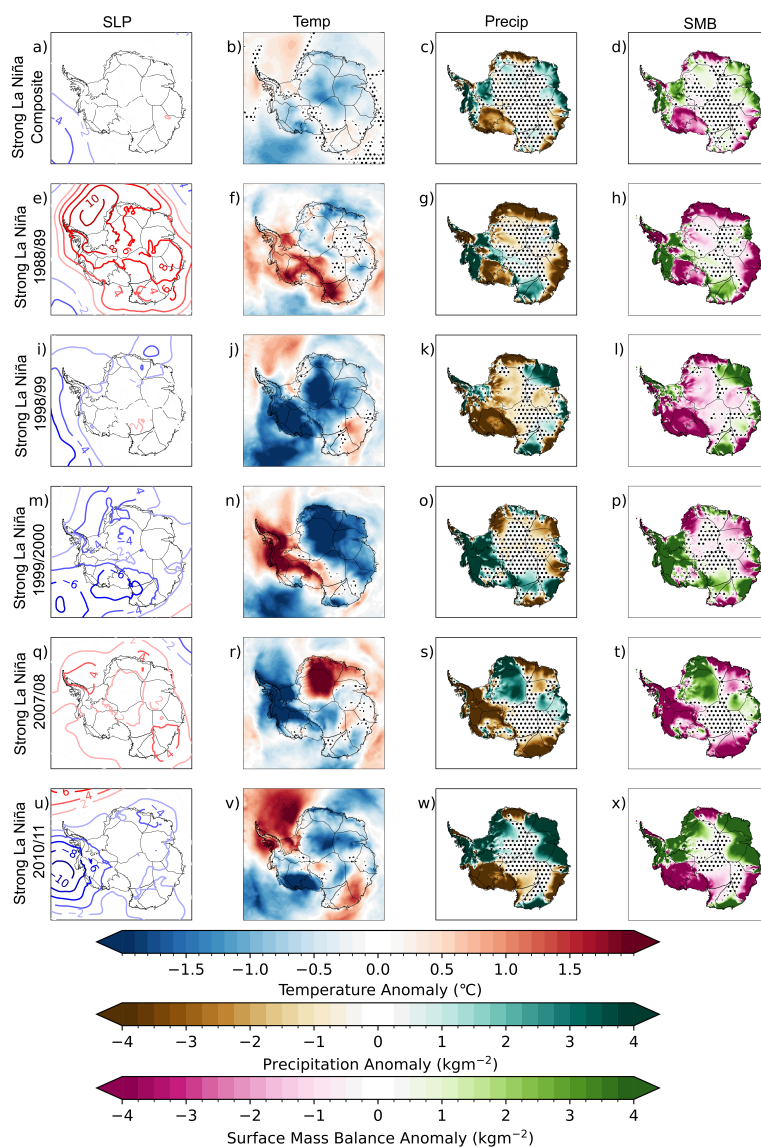 SLP Temp Precip SMB
a) b) c) d)
Strong La Niña
Composite
−4
e) f) g) h)
Strong La Niña
1988/89
10
i) j) k) l)
Strong La Niña
1998/99
−4
m) n) o) p)
Strong La Niña
1999/2000
−4
−6
q) r) s) t)
Strong La Niña
2007/08
u) v) w) x)
Strong La Niña
2010/11
10
−1.5 −1.0 −0.5 0.0 0.5 1.0 1.5
Temperature Anomaly (°C)
−4 −3 −2 −1 0 1 2 3 4
Precipitation Anomaly (kgm⁻²)
−4 −3 −2 −1 0 1 2 3 4
Surface Mass Balance Anomaly (kgm⁻²)